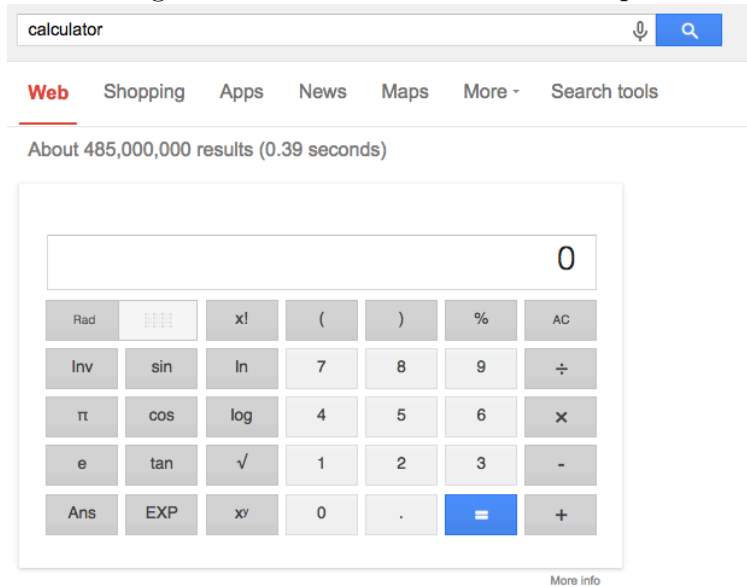 calculator
Web Shopping Apps News Maps More Search tools
About 485,000,000 results (0.39 seconds)
0
Rad x! ( ) % AC
Inv sin ln 7 8 9 ÷
π cos log 4 5 6 ×
e tan √ 1 2 3 -
Ans EXP xʸ 0 . = +
More info